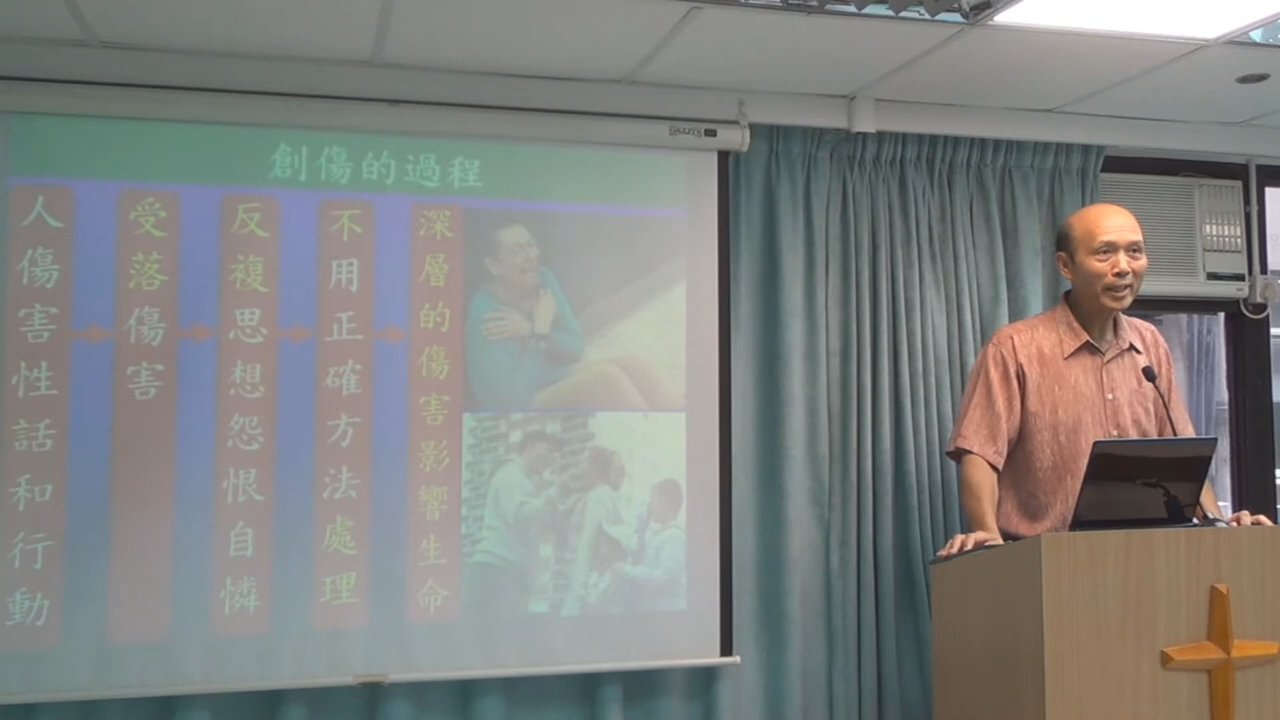 創傷的過程
人傷害性話和行動
受落傷害
反複思想怨恨自憐
不用正確方法處理
深層的傷害影響生命